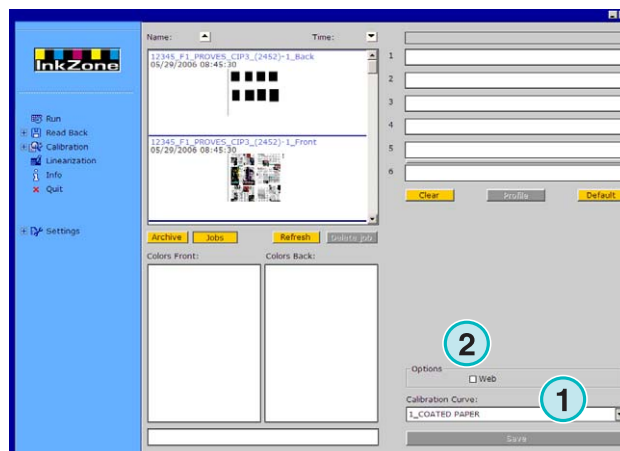 InkZone
Run
Read Back
Calibration
Linearization
Info
Quit
Settings
Name:
Time:
12345_F1_PROVES_CIP3_(2452)-1_Back
05/29/2006 08:45:30
12345_F1_PROVES_CIP3_(2452)-1_Front
05/29/2006 08:45:30
Archive
Jobs
Refresh
Delete job
Colors Front:
Colors Back:
1
2
3
4
5
6
Clear
Profile
Default
2
Options
Web
Calibration Curve:
1
1_COATED PAPER
Save